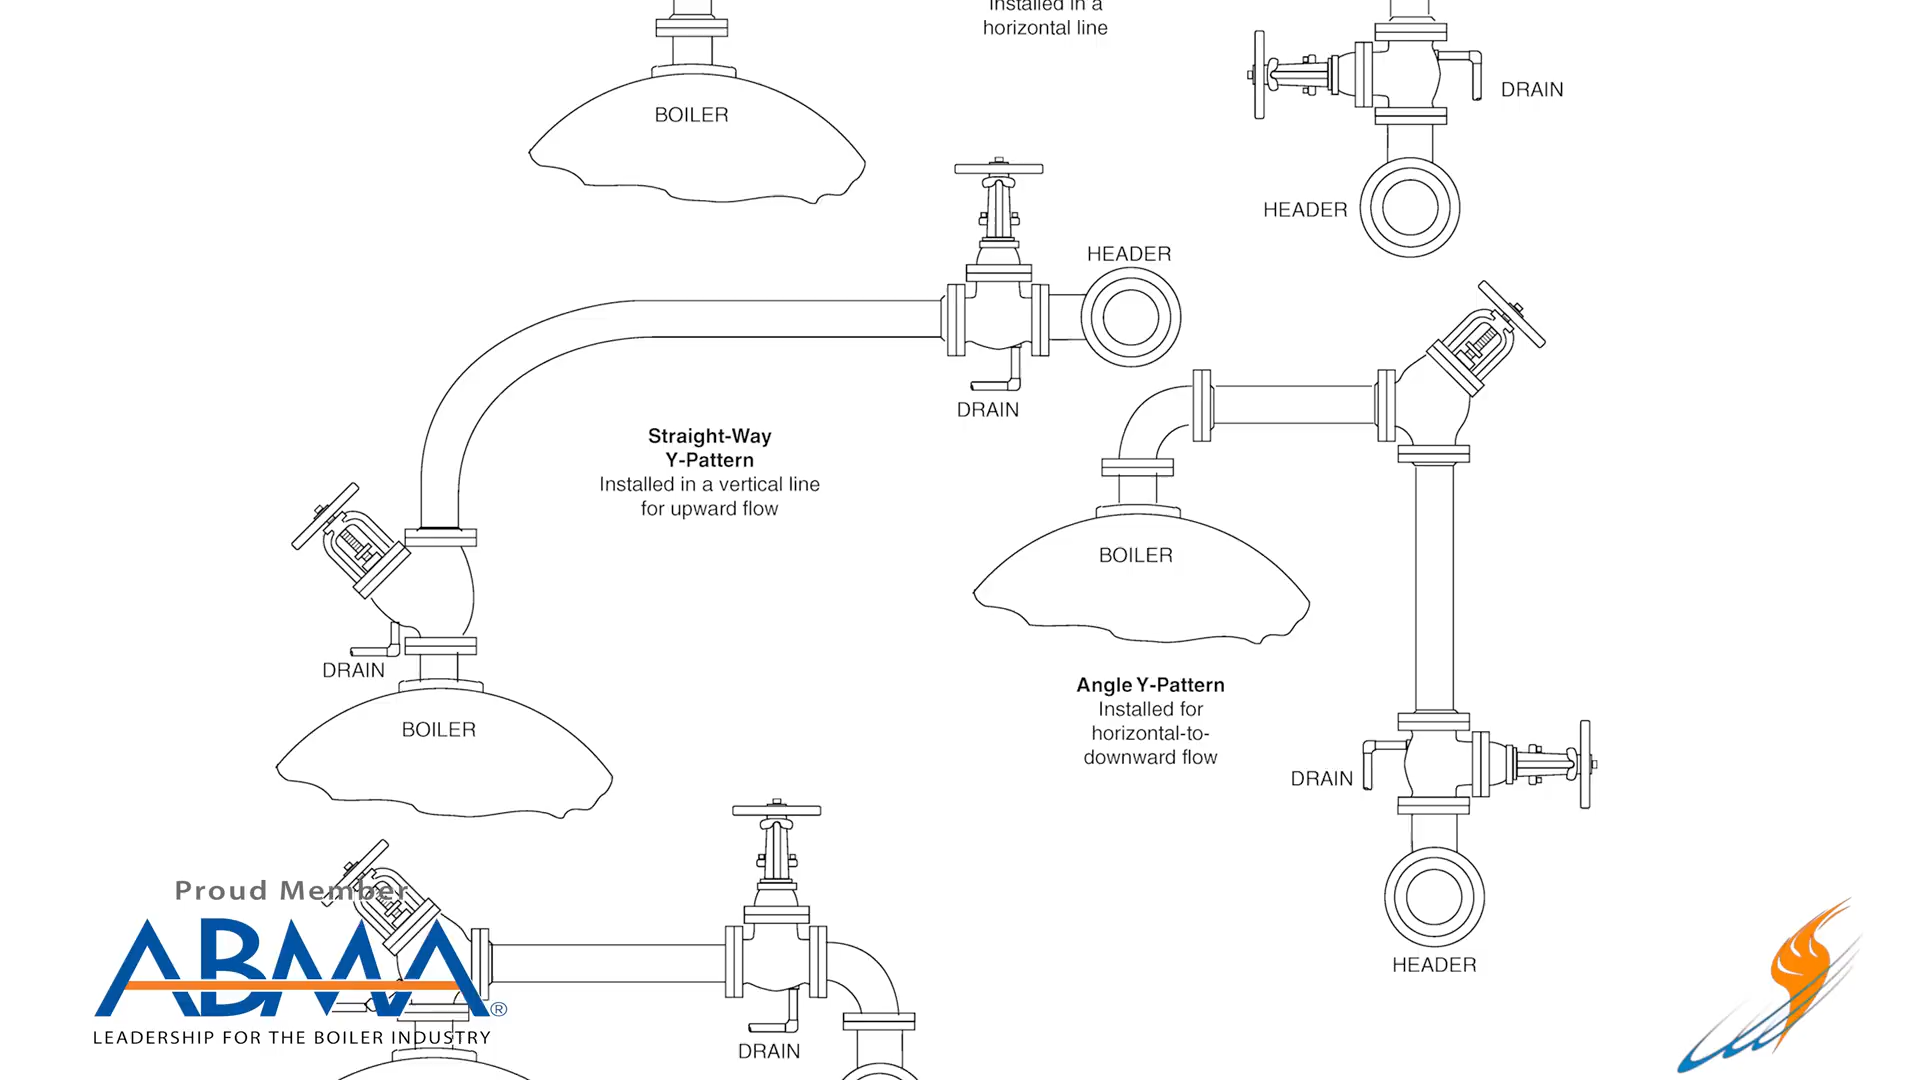 Installed in a
horizontal line
BOILER
DRAIN
HEADER
HEADER
DRAIN
Straight-Way
Y-Pattern
Installed in a vertical line
for upward flow
BOILER
DRAIN
BOILER
Angle Y-Pattern
Installed for
horizontal-to-
downward flow
DRAIN
HEADER
DRAIN
Proud Member
ABMA®
LEADERSHIP FOR THE BOILER INDUSTRY